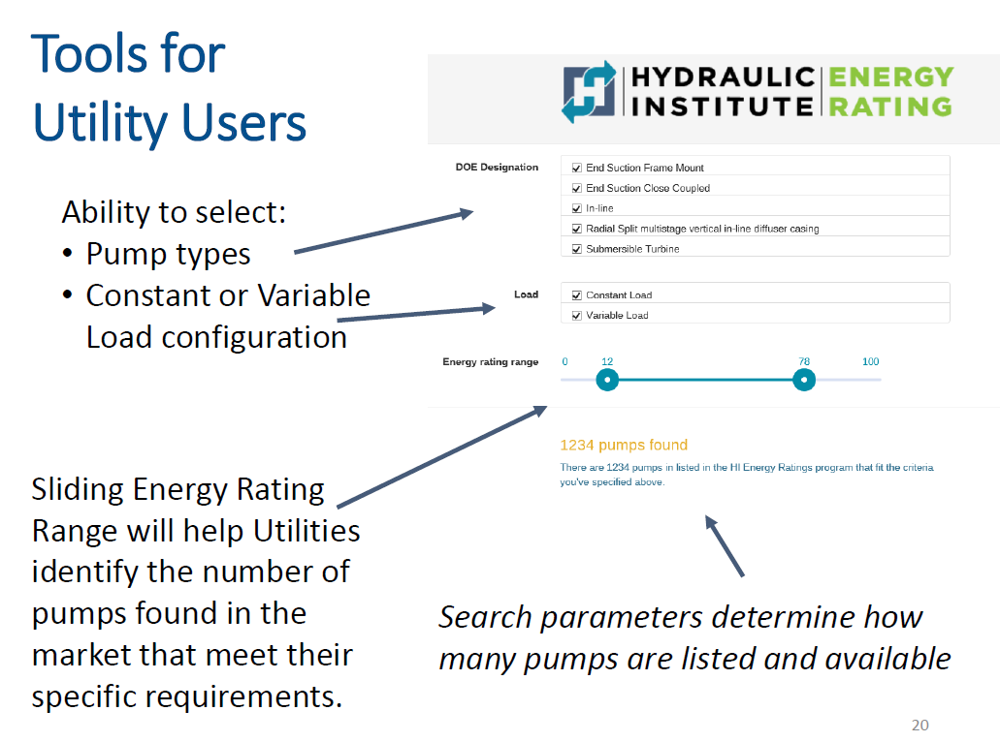 Tools for
Utility Users
HYDRAULIC ENERGY
INSTITUTE RATING
Ability to select:
• Pump types
• Constant or Variable
Load configuration
DOE Designation
End Suction Frame Mount
End Suction Close Coupled
In-line
Radial Split multistage vertical in-line diffuser casing
Submersible Turbine
Load
Constant Load
Variable Load
Energy rating range
0 12 78 100
1234 pumps found
There are 1234 pumps in listed in the HI Energy Ratings program that fit the criteria
you've specified above.
Sliding Energy Rating
Range will help Utilities
identify the number of
pumps found in the
market that meet their
specific requirements.
Search parameters determine how
many pumps are listed and available
20